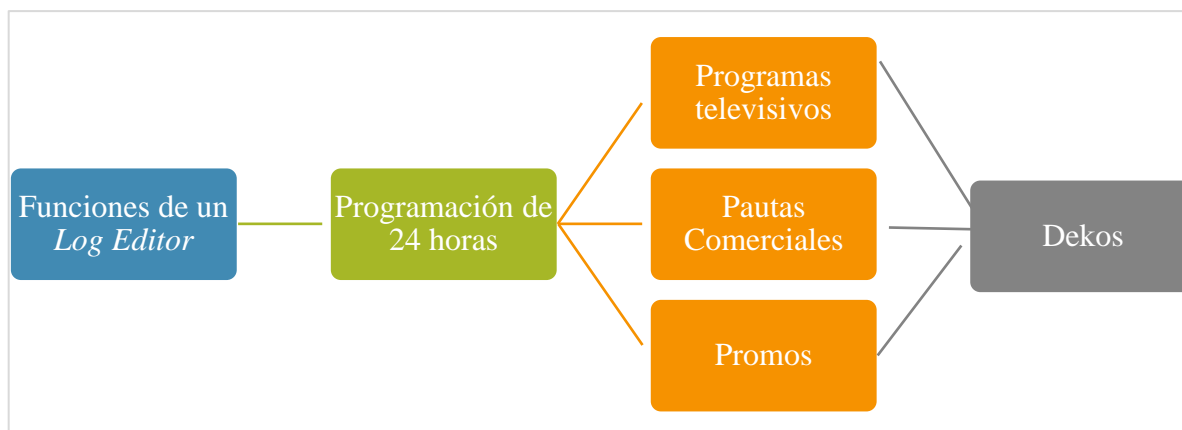 Funciones de un
Log Editor
Programación de
24 horas
Programas
televisivos
Pautas
Comerciales
Promos
Dekos